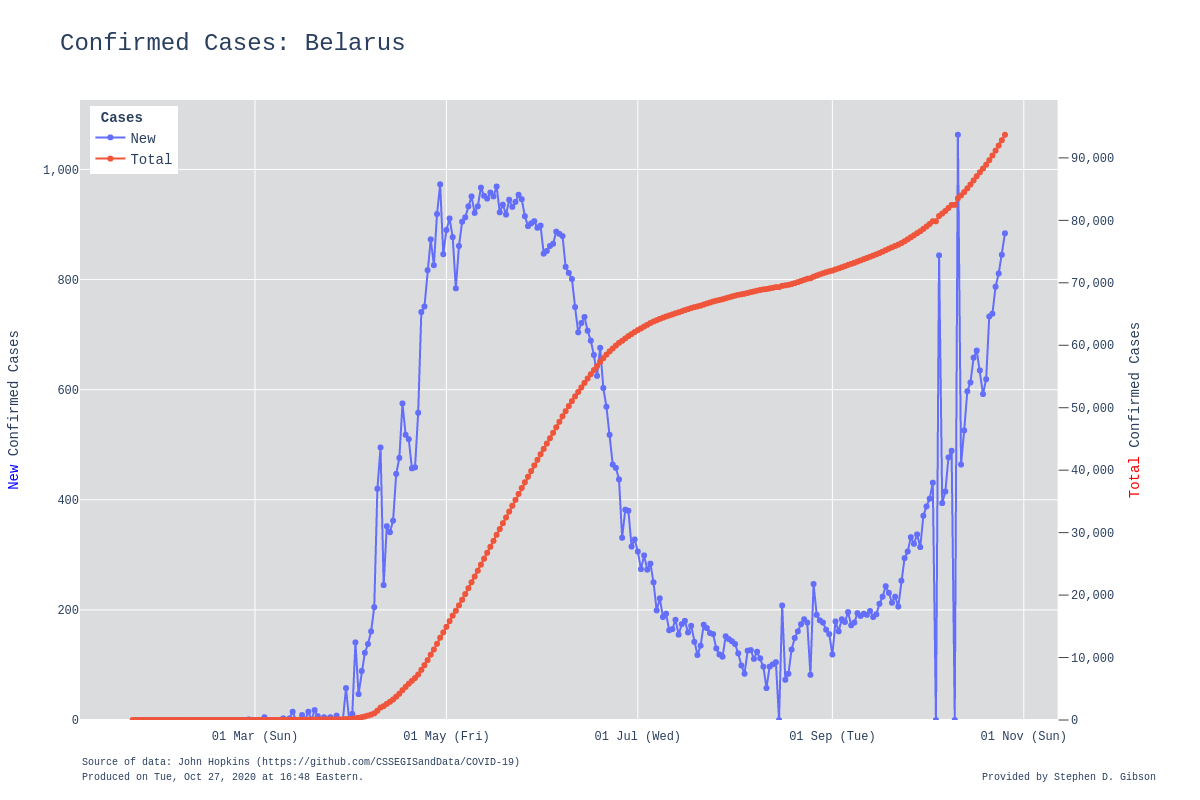 Confirmed Cases: Belarus
Cases
New
Total
1,000
800
600
400
200
0
90,000
80,000
70,000
60,000
50,000
40,000
30,000
20,000
10,000
0
New Confirmed Cases
Total Confirmed Cases
01 Mar (Sun)
01 May (Fri)
01 Jul (Wed)
01 Sep (Tue)
01 Nov (Sun)
Source of data: John Hopkins (https://github.com/CSSEGISandData/COVID-19)
Produced on Tue, Oct 27, 2020 at 16:48 Eastern.
Provided by Stephen D. Gibson